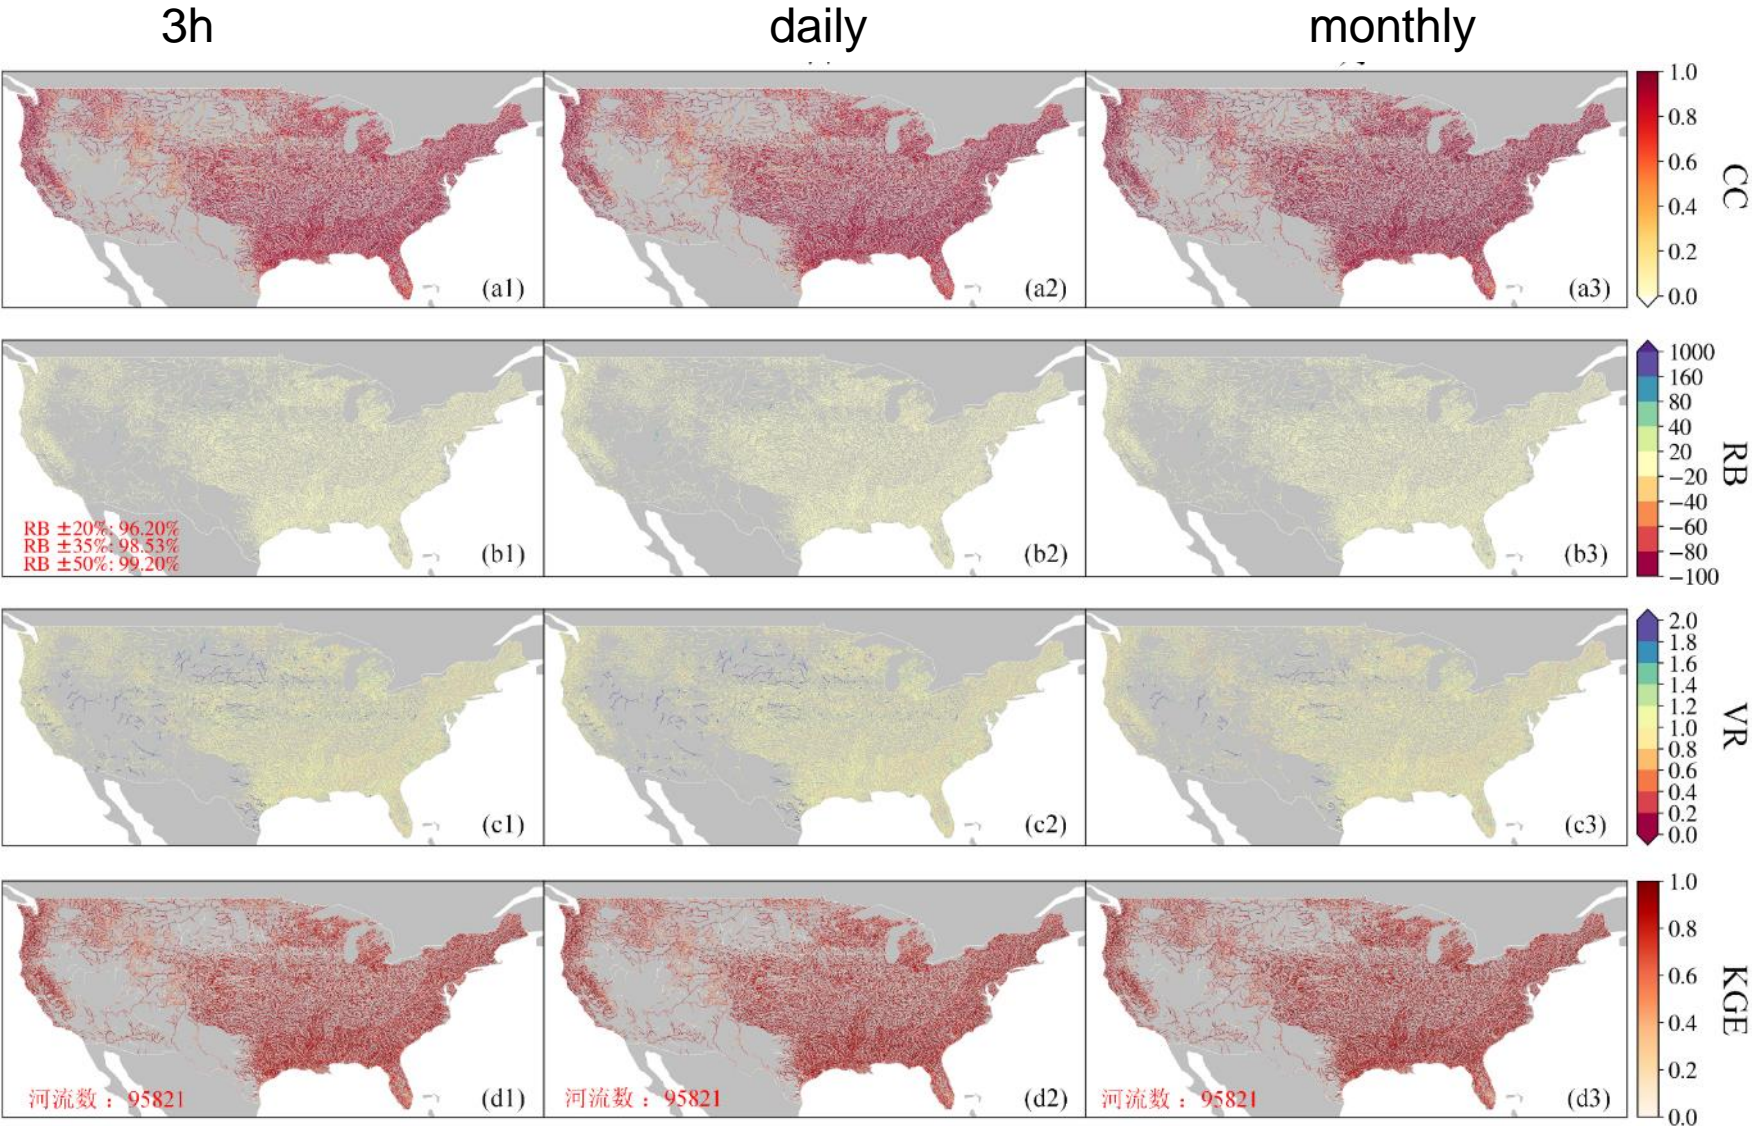 3h
daily
monthly
(a1)
(a2)
(a3)
1.0
0.8
0.6
0.4
0.2
0.0
CC
RB ±20%: 96.20%
RB ±35%: 98.53%
RB ±50%: 99.20%
(b1)
(b2)
(b3)
1000
160
80
40
20
−20
−40
−60
−80
−100
RB
(c1)
(c2)
(c3)
2.0
1.8
1.6
1.4
1.2
1.0
0.8
0.6
0.4
0.2
0.0
VR
河流数：95821
(d1)
河流数：95821
(d2)
河流数：95821
(d3)
1.0
0.8
0.6
0.4
0.2
0.0
KGE